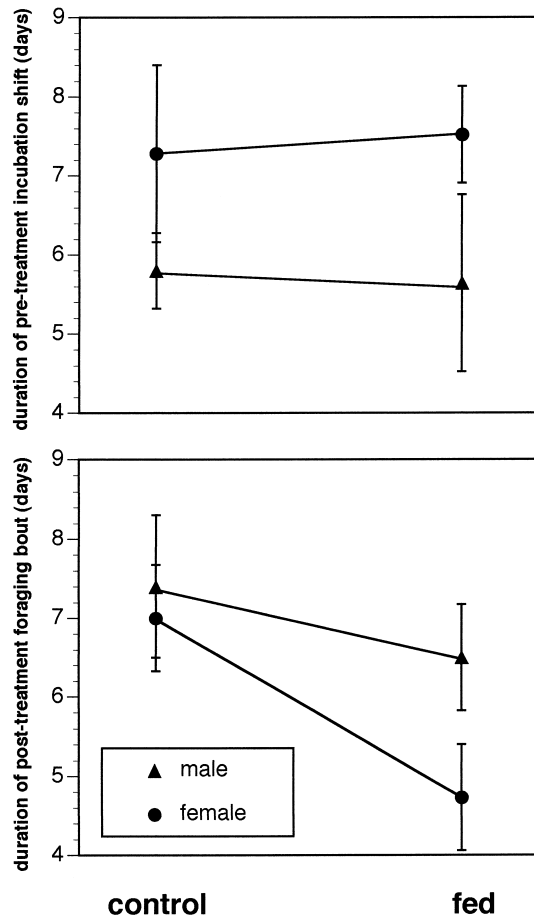 duration of pre-treatment incubation shift (days)
9
8
7
6
5
4
duration of post-treatment foraging bout (days)
9
8
7
6
5
4
male
female
control fed